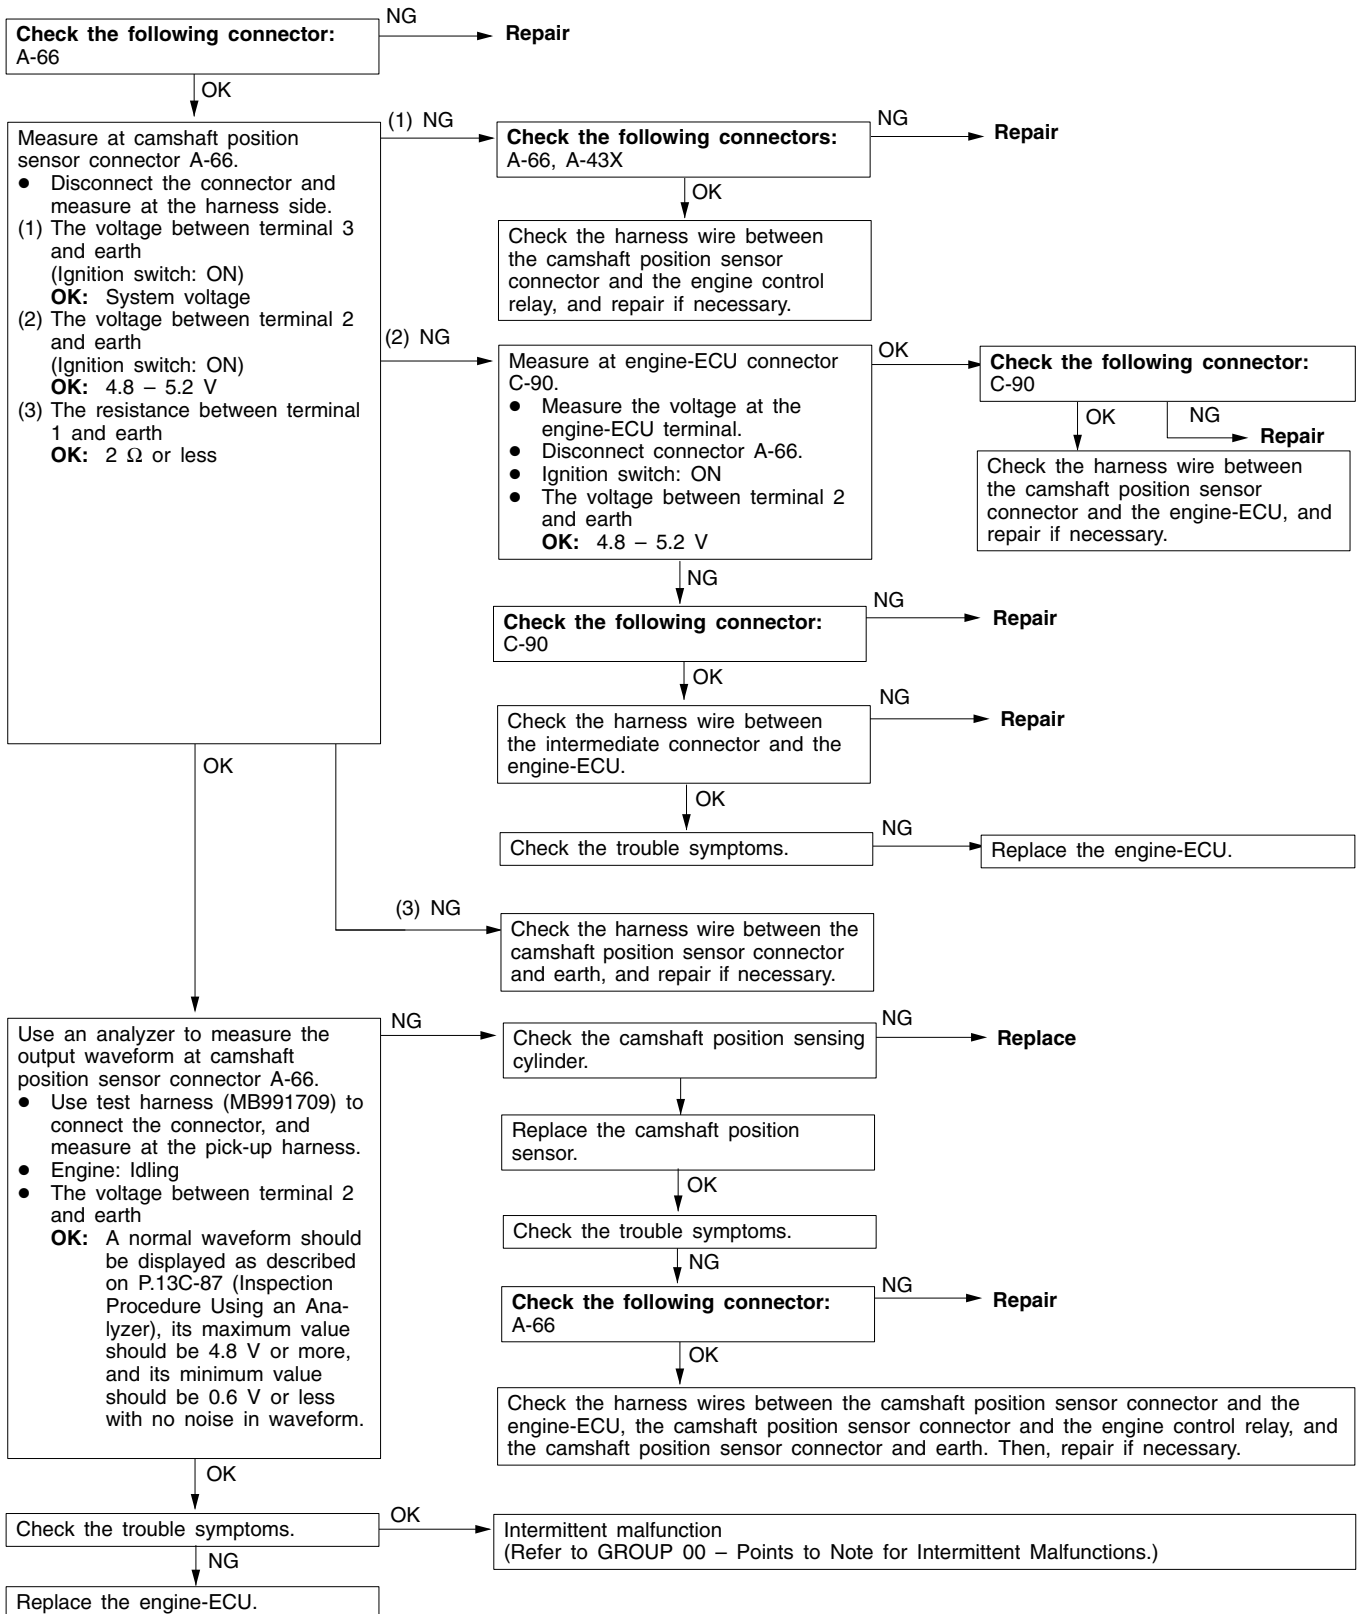 Check the following connector:
A-66
NG
Repair
OK
Measure at camshaft position
sensor connector A-66.
● Disconnect the connector and
measure at the harness side.
(1) The voltage between terminal 3
and earth
(Ignition switch: ON)
OK: System voltage
(2) The voltage between terminal 2
and earth
(Ignition switch: ON)
OK: 4.8 – 5.2 V
(3) The resistance between terminal
1 and earth
OK: 2 Ω or less
(1) NG
Check the following connectors:
A-66, A-43X
NG
Repair
OK
Check the harness wire between
the camshaft position sensor
connector and the engine control
relay, and repair if necessary.
(2) NG
Measure at engine-ECU connector
C-90.
● Measure the voltage at the
engine-ECU terminal.
● Disconnect connector A-66.
● Ignition switch: ON
● The voltage between terminal 2
and earth
OK: 4.8 – 5.2 V
OK
Check the following connector:
C-90
OK
NG
Repair
Check the harness wire between
the camshaft position sensor
connector and the engine-ECU, and
repair if necessary.
NG
Check the following connector:
C-90
NG
Repair
OK
Check the harness wire between
the intermediate connector and the
engine-ECU.
NG
Repair
OK
Check the trouble symptoms.
NG
Replace the engine-ECU.
OK
(3) NG
Check the harness wire between the
camshaft position sensor connector
and earth, and repair if necessary.
Use an analyzer to measure the
output waveform at camshaft
position sensor connector A-66.
● Use test harness (MB991709) to
connect the connector, and
measure at the pick-up harness.
● Engine: Idling
● The voltage between terminal 2
and earth
OK: A normal waveform should
be displayed as described
on P.13C-87 (Inspection
Procedure Using an Ana-
lyzer), its maximum value
should be 4.8 V or more,
and its minimum value
should be 0.6 V or less
with no noise in waveform.
NG
Check the camshaft position sensing
cylinder.
NG
Replace
Replace the camshaft position
sensor.
OK
Check the trouble symptoms.
NG
Check the following connector:
A-66
NG
Repair
OK
Check the harness wires between the camshaft position sensor connector and the
engine-ECU, the camshaft position sensor connector and the engine control relay, and
the camshaft position sensor connector and earth. Then, repair if necessary.
OK
Check the trouble symptoms.
OK
Intermittent malfunction
(Refer to GROUP 00 – Points to Note for Intermittent Malfunctions.)
NG
Replace the engine-ECU.